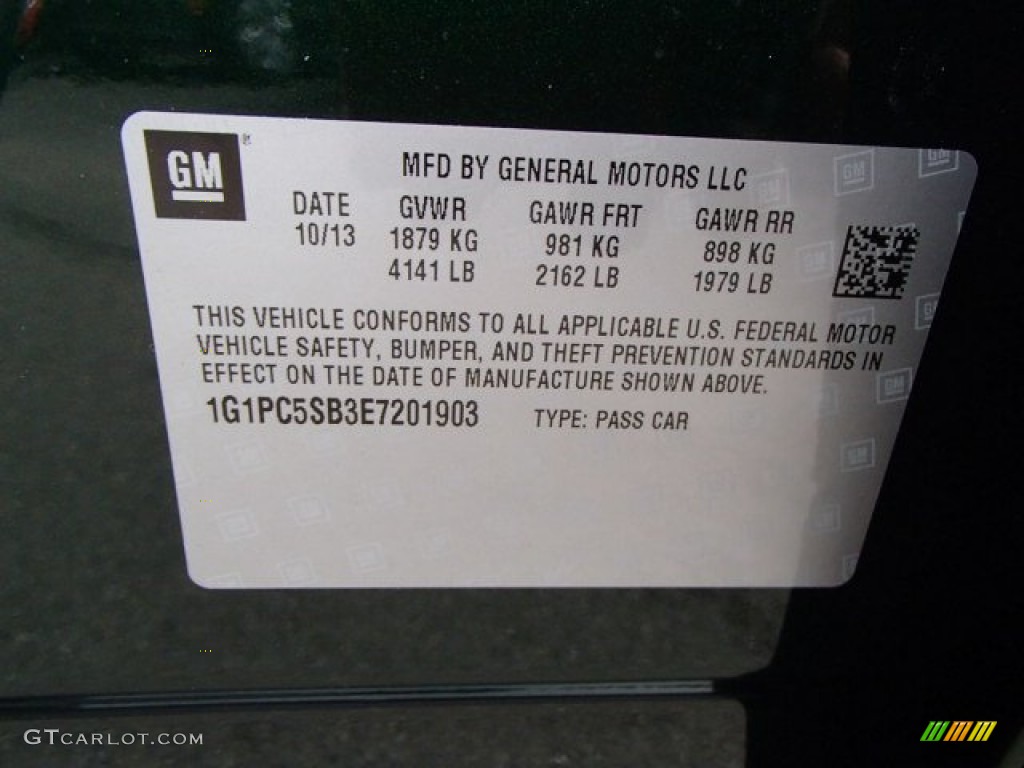 GM ® MFD BY GENERAL MOTORS LLC
DATE GVWR GAWR FRT GAWR RR
10/13 1879 KG 981 KG 898 KG
4141 LB 2162 LB 1979 LB
THIS VEHICLE CONFORMS TO ALL APPLICABLE U.S. FEDERAL MOTOR
VEHICLE SAFETY, BUMPER, AND THEFT PREVENTION STANDARDS IN
EFFECT ON THE DATE OF MANUFACTURE SHOWN ABOVE.
1G1PC5SB3E7201903 TYPE: PASS CAR
GTCARLOT.COM